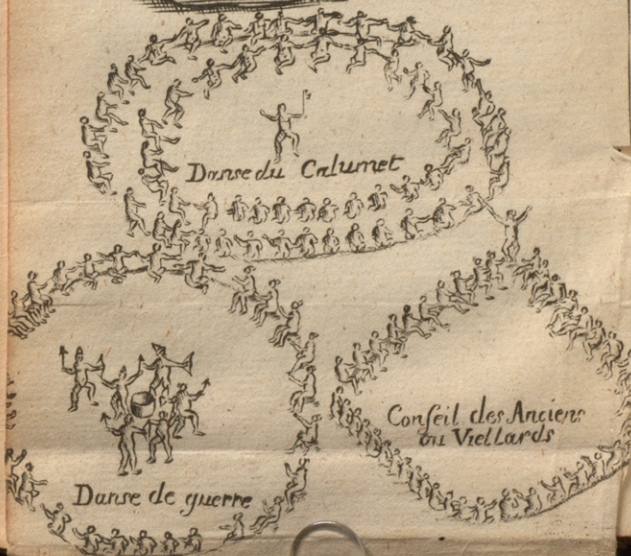 Danse du Calumet
Conseil des Anciens
ou Viellards
Danse de guerre